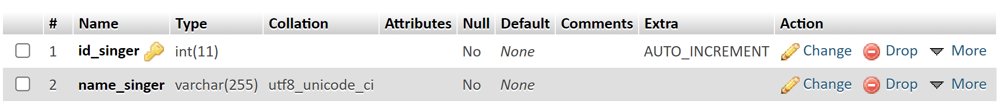 # Name Type Collation Attributes Null Default Comments Extra Action
1 id_singer int(11) No None AUTO_INCREMENT Change Drop More
2 name_singer varchar(255) utf8_unicode_ci No None Change Drop More